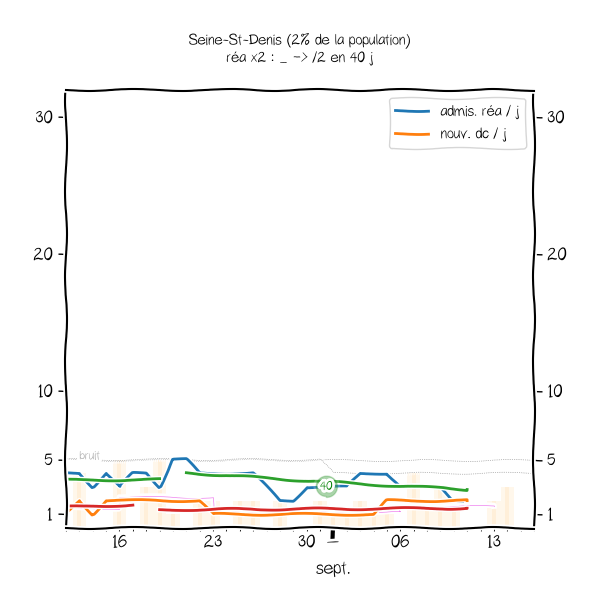 Seine-St-Denis (2% de la population)
réa x2 : _ -> /2 en 40 j
admis. réa / j
nouv. dc / j
30
30
20
20
10
10
bruit
5
5
40
1
1
16
23
30
06
13
sept.